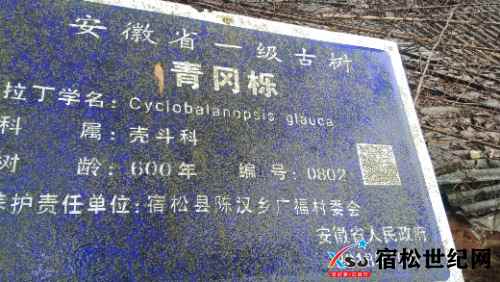 安徽省一级古树
青冈栎
拉丁学名:Cyclobalanopsis glauca
科 属:壳斗科
树 龄:600年 编号:0802
养护责任单位:宿松县陈汉乡广福村委会
安徽省人民政府
宿松世纪网